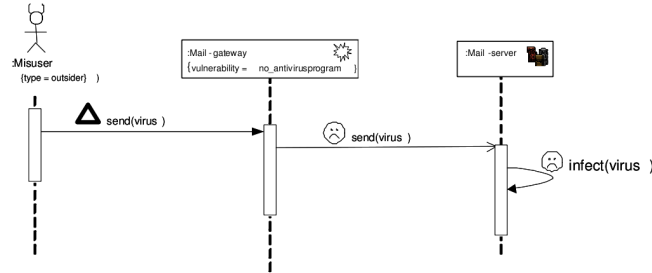 :Misuser
{type = outsider} )
:Mail - gateway
{vulnerability = no_antivirusprogram }
:Mail -server
send(virus )
send(virus )
infect(virus )